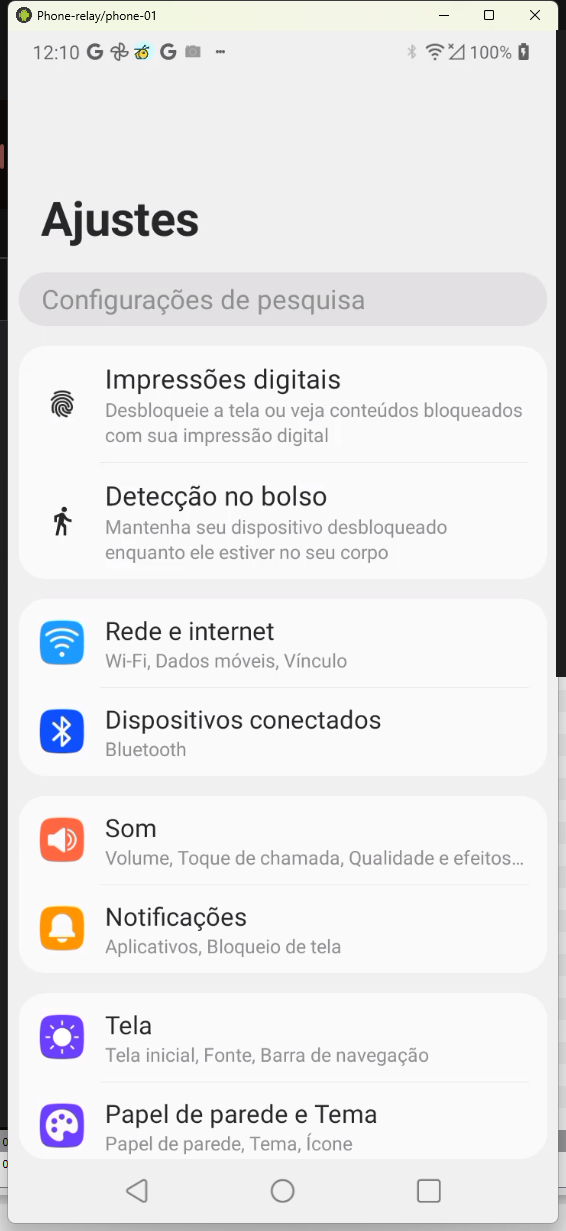 Phone-relay/phone-01
12:10
100%
Ajustes
Configurações de pesquisa
Impressões digitais
Desbloqueie a tela ou veja conteúdos bloqueados
com sua impressão digital
Detecção no bolso
Mantenha seu dispositivo desbloqueado
enquanto ele estiver no seu corpo
Rede e internet
Wi-Fi, Dados móveis, Vínculo
Dispositivos conectados
Bluetooth
Som
Volume, Toque de chamada, Qualidade e efeitos...
Notificações
Aplicativos, Bloqueio de tela
Tela
Tela inicial, Fonte, Barra de navegação
Papel de parede e Tema
Papel de parede, Tema, Ícone